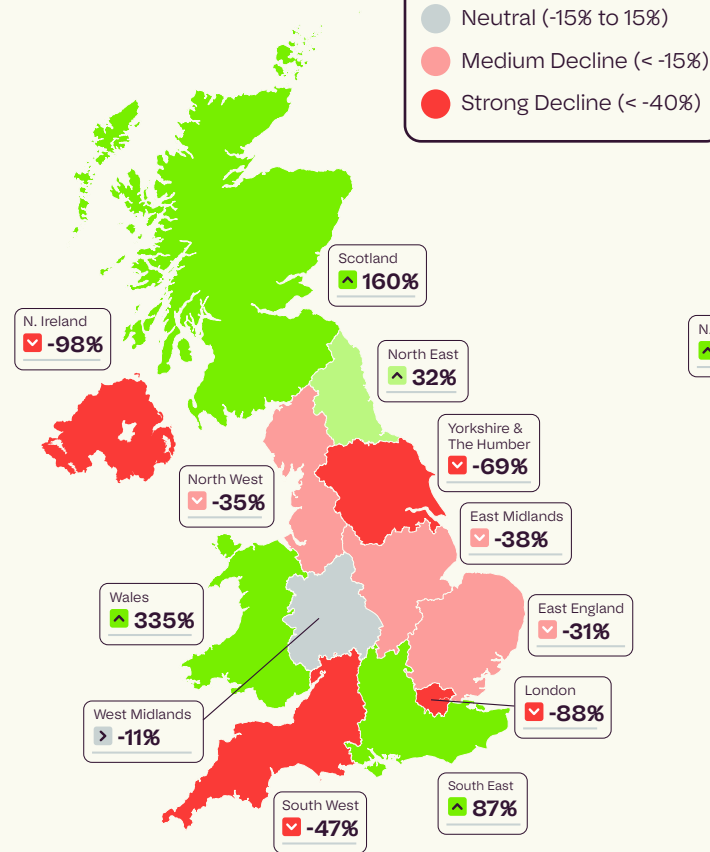 Neutral (-15% to 15%)
Medium Decline (< -15%)
Strong Decline (< -40%)
Scotland
160%
N. Ireland
-98%
N.
North East
32%
Yorkshire &
The Humber
-69%
North West
-35%
East Midlands
-38%
Wales
335%
East England
-31%
London
-88%
West Midlands
-11%
South East
87%
South West
-47%